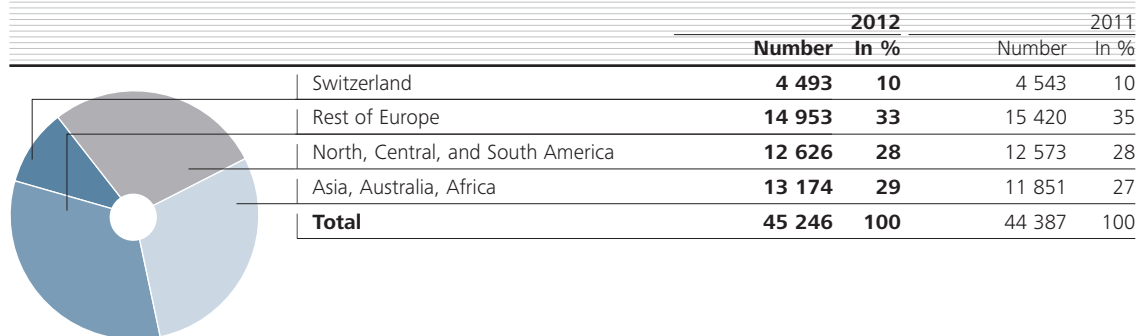 2012 2011
Number In % Number In %
Switzerland 4 493 10 4 543 10
Rest of Europe 14 953 33 15 420 35
North, Central, and South America 12 626 28 12 573 28
Asia, Australia, Africa 13 174 29 11 851 27
Total 45 246 100 44 387 100